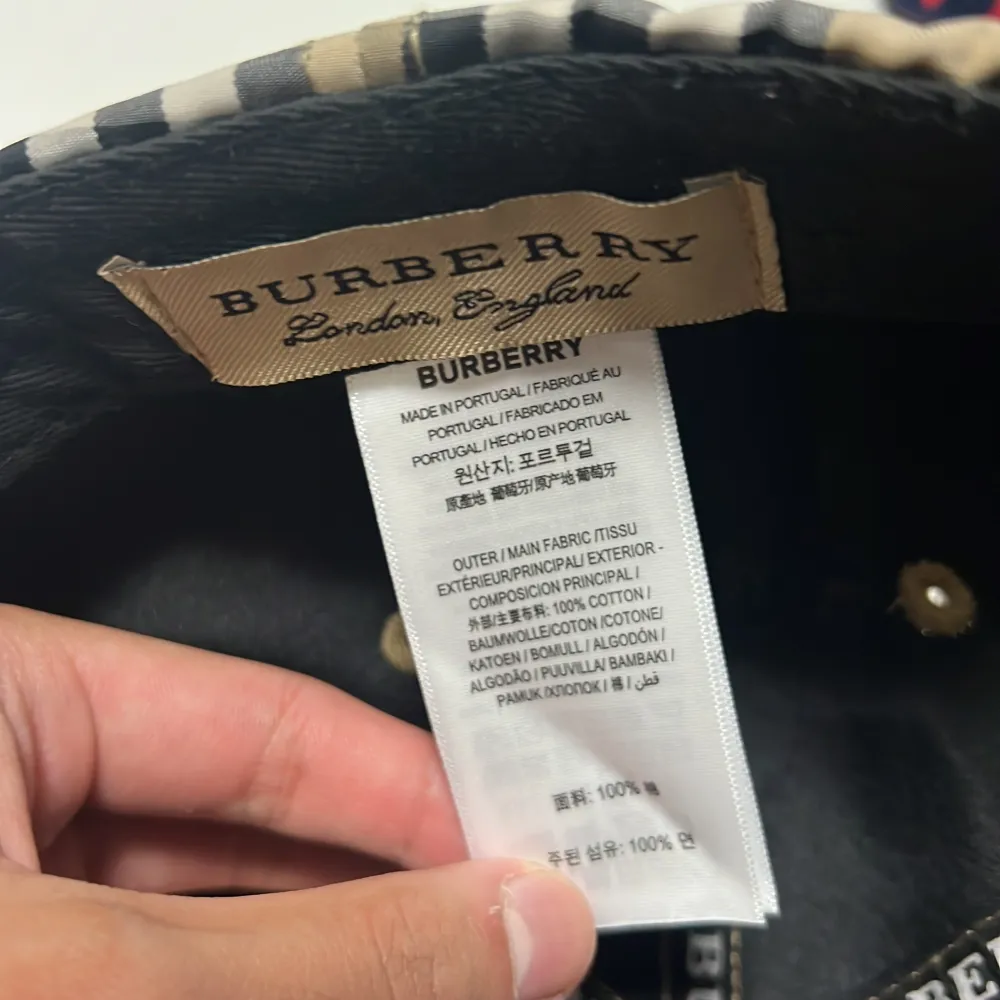 BURBERRY
London, England
BURBERRY
MADE IN PORTUGAL / FABRIQUÉ AU
PORTUGAL / FABRICADO EM
PORTUGAL / HECHO EN PORTUGAL
원산지: 포르투걸
原產地 葡萄牙/原产地 葡萄牙
OUTER / MAIN FABRIC /TISSU
EXTÉRIEUR/PRINCIPAL/ EXTERIOR -
COMPOSICION PRINCIPAL /
外部/主要布料: 100% COTTON /
BAUMWOLLE/COTON /COTONE/
KATOEN / BOMULL / ALGODÓN /
ALGODÃO / PUUVILLA/ BAMBAKI /
PAMUK /ХЛОПОК / 棉 / قطن
面料: 100% 棉
주된 섬유: 100% 면